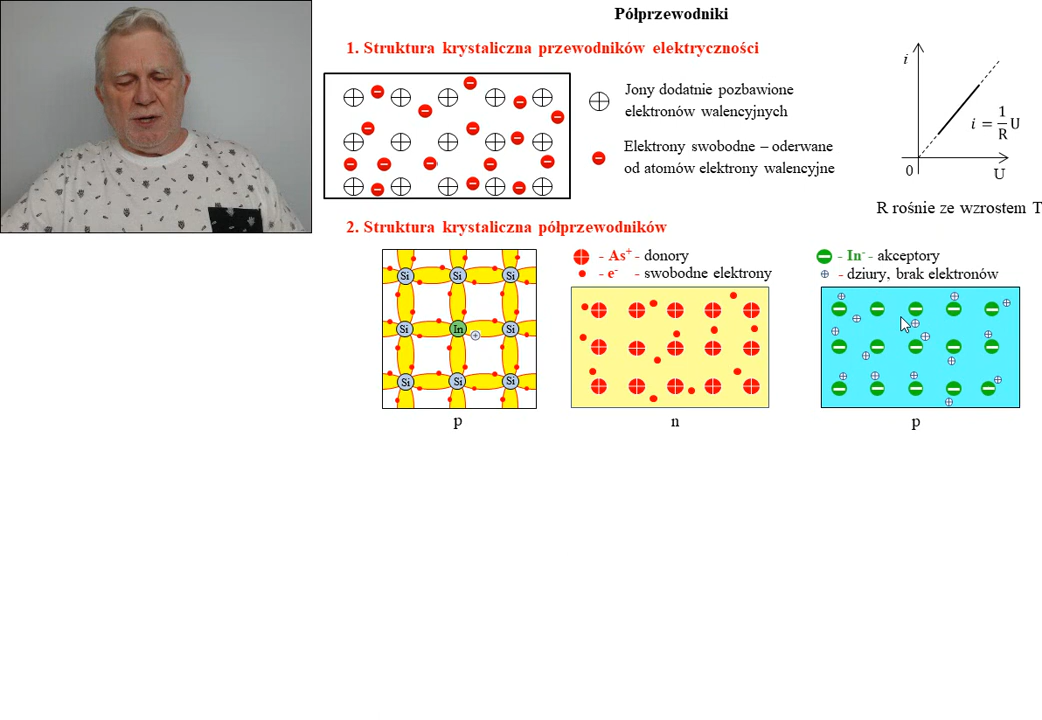 Półprzewodniki
1. Struktura krystaliczna przewodników elektryczności
Jony dodatnie pozbawione
elektronów walencyjnych
Elektrony swobodne – oderwane
od atomów elektrony walencyjne
i
i = 1/R U
0
U
R rośnie ze wzrostem T
2. Struktura krystaliczna półprzewodników
Si Si Si
Si In Si
Si Si Si
p
- As⁺ - donory
- e⁻ - swobodne elektrony
n
- In⁻ - akceptory
- dziury, brak elektronów
p